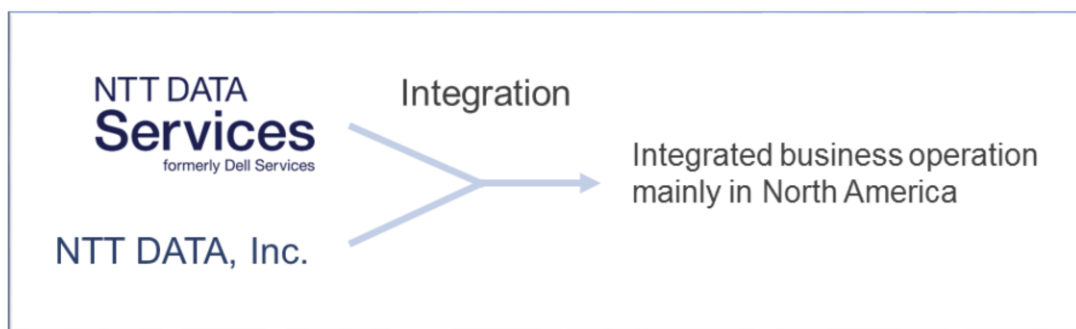 NTT DATA
Services
formerly Dell Services
Integration
Integrated business operation
mainly in North America
NTT DATA, Inc.